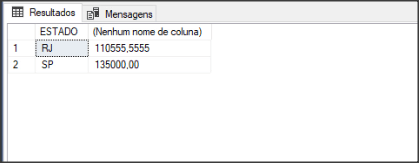 Resultados Mensagens
ESTADO (Nenhum nome de coluna)
1 RJ 110555,5555
2 SP 135000,00